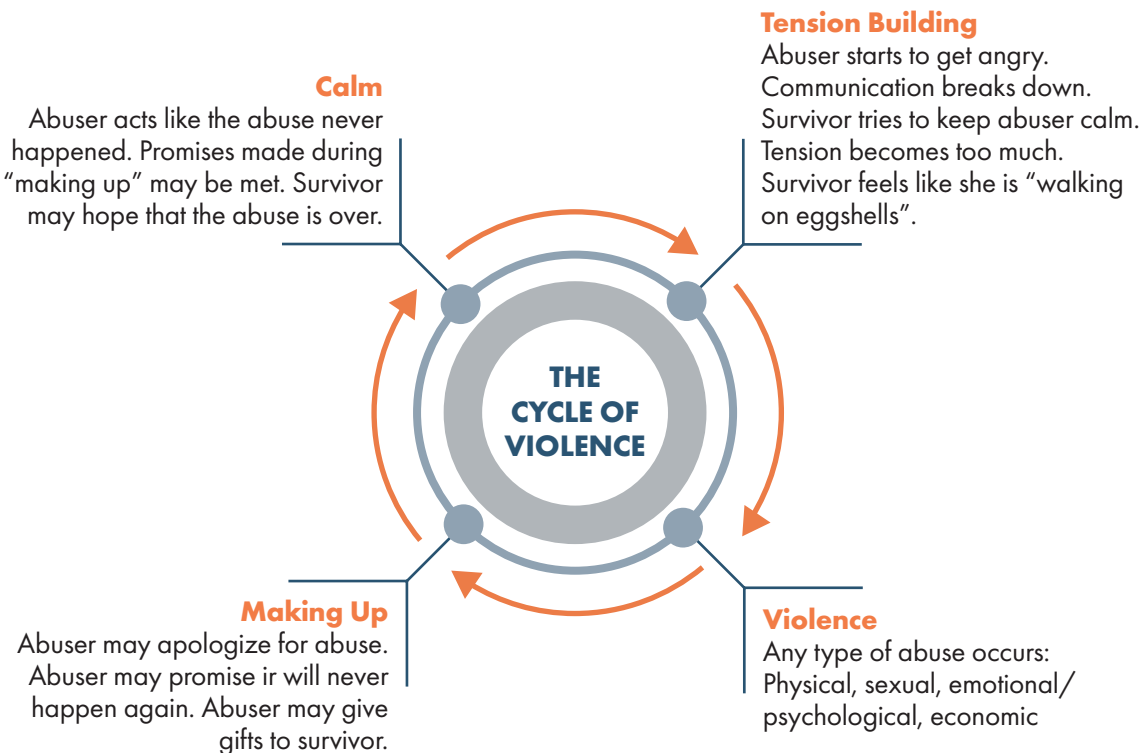 Tension Building
Abuser starts to get angry.
Communication breaks down.
Survivor tries to keep abuser calm.
Tension becomes too much.
Survivor feels like she is “walking
on eggshells”.
Calm
Abuser acts like the abuse never
happened. Promises made during
“making up” may be met. Survivor
may hope that the abuse is over.
THE
CYCLE OF
VIOLENCE
Making Up
Abuser may apologize for abuse.
Abuser may promise ir will never
happen again. Abuser may give
gifts to survivor.
Violence
Any type of abuse occurs:
Physical, sexual, emotional/
psychological, economic